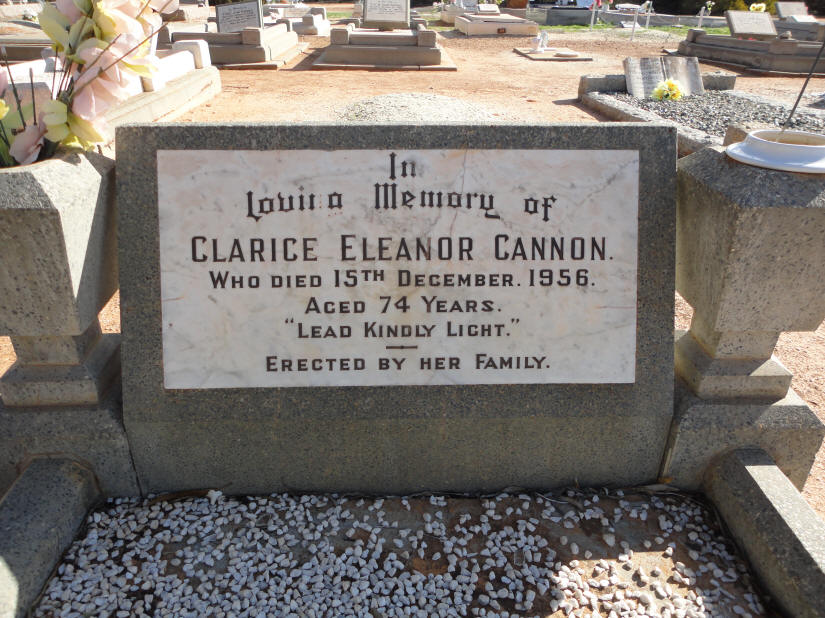 In
Loving Memory of
CLARICE ELEANOR CANNON.
WHO DIED 15TH DECEMBER. 1956.
AGED 74 YEARS.
"LEAD KINDLY LIGHT."
ERECTED BY HER FAMILY.